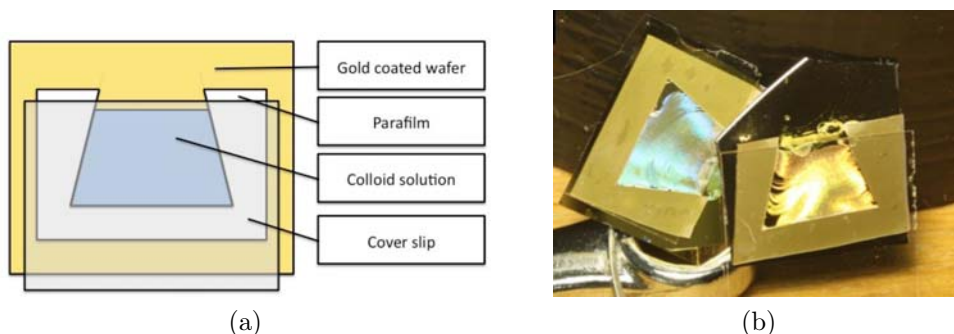 Gold coated wafer
Parafilm
Colloid solution
Cover slip
(a)
(b)